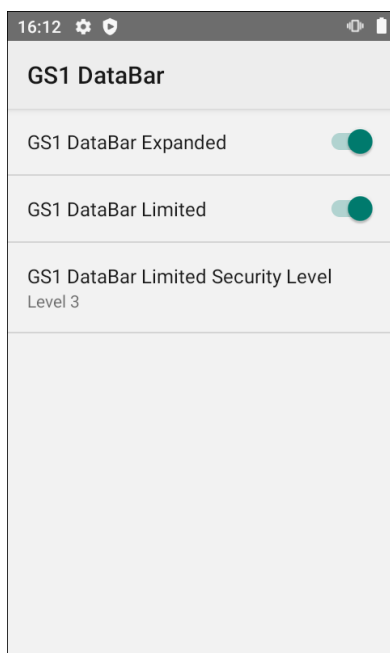 16:12
GS1 DataBar
GS1 DataBar Expanded
GS1 DataBar Limited
GS1 DataBar Limited Security Level
Level 3